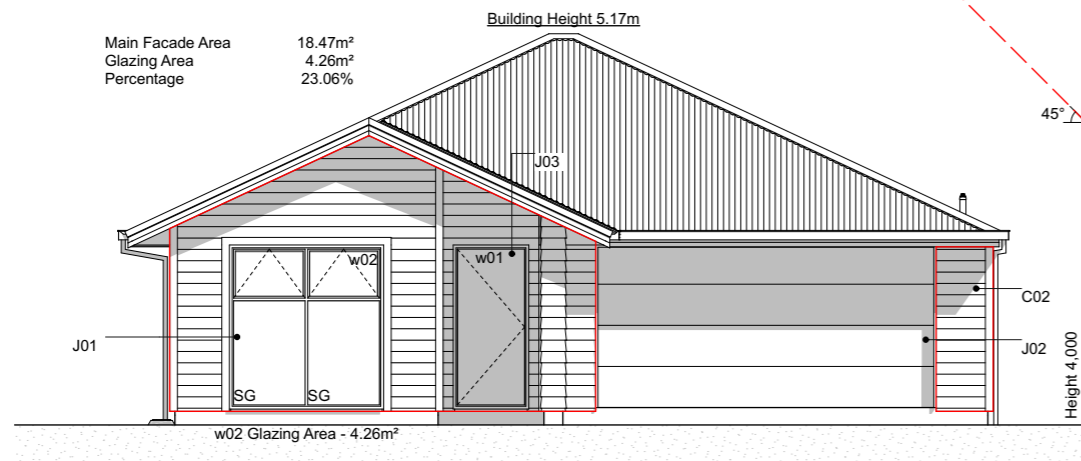 Building Height 5.17m
Main Facade Area 18.47m²
Glazing Area 4.26m²
Percentage 23.06%
45°
J03
w02
w01
C02
J01
J02
SG SG
Height 4,000
w02 Glazing Area - 4.26m²